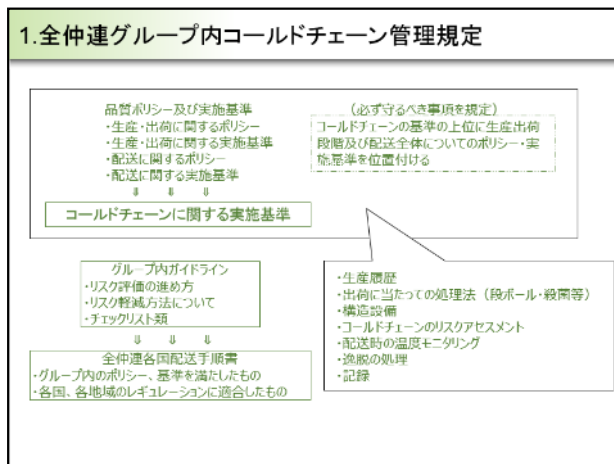 1.全仲連グループ内コールドチェーン管理規定
品質ポリシー及び実施基準
・生産・出荷に関するポリシー
・生産・出荷に関する実施基準
・配送に関するポリシー
・配送に関する実施基準
⇓ ⇓ ⇓
コールドチェーンに関する実施基準
(必ず守るべき事項を規定)
コールドチェーンの基準の上位に生産出荷
段階及び配送全体についてのポリシー・実
施基準を位置付ける
グループ内ガイドライン
・リスク評価の進め方
・リスク軽減方法について
・チェックリスト類
⇓ ⇓ ⇓
全仲連各国配送手順書
・グループ内のポリシー、基準を満たしたもの
・各国、各地域のレギュレーションに適合したもの
・生産履歴
・出荷に当たっての処理法（段ボール・殺菌等）
・構造設備
・コールドチェーンのリスクアセスメント
・配送時の温度モニタリング
・逸脱の処理
・記録